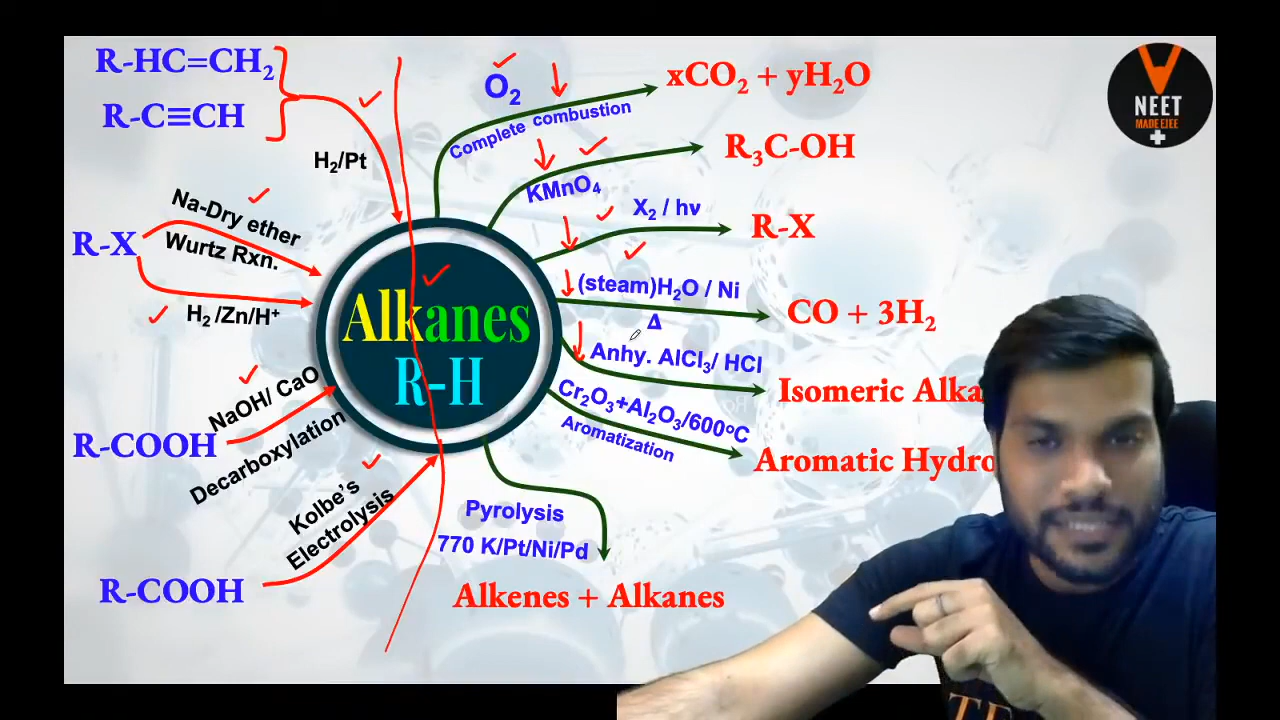 R-HC=CH₂
R-C≡CH
H₂/Pt
Na-Dry ether
Wurtz Rxn.
R-X
H₂ /Zn/H⁺
NaOH/ CaO
R-COOH
Decarboxylation
Kolbe's
Electrolysis
R-COOH
Alkanes
R-H
O₂
Complete combustion
xCO₂ + yH₂O
KMnO₄
R₃C-OH
X₂ / hν
R-X
(steam)H₂O / Ni
Δ
CO + 3H₂
Anhy. AlCl₃/ HCl
Isomeric Alka
Cr₂O₃+Al₂O₃/600°C
Aromatization
Aromatic Hydro
Pyrolysis
770 K/Pt/Ni/Pd
Alkenes + Alkanes
NEET
MADE EJEE